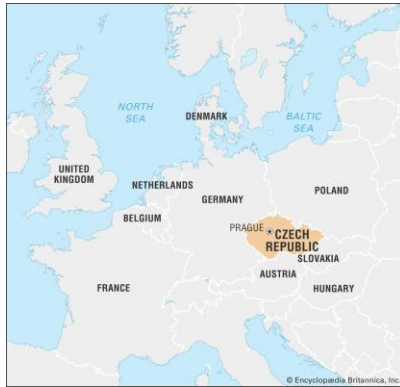 NORTH
SEA
DENMARK
BALTIC
SEA
UNITED
KINGDOM
NETHERLANDS
POLAND
GERMANY
BELGIUM
PRAGUE
CZECH
REPUBLIC
SLOVAKIA
AUSTRIA
FRANCE
HUNGARY
© Encyclopædia Britannica, Inc.